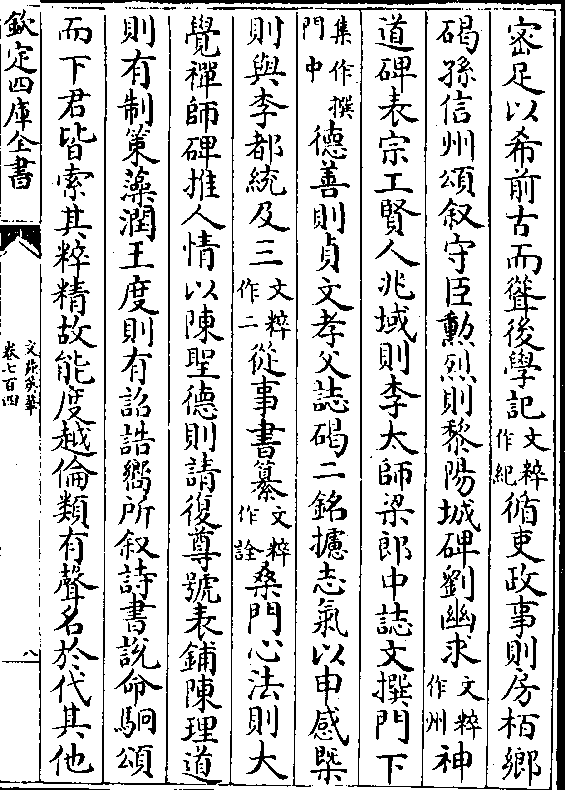 密足以希前古而聳後學記文粹作紀循吏政事則房柏鄉
碣孫信州頌叙守臣勲烈則黎陽城碑劉幽求文粹作州神
道碑表宗工賢人兆域則李太師梁郎中誌文撰門下
集作撰門中德善則貞文孝父誌碣二銘攄志氣以申感槩
則與李都統及三文粹作二從事書纂文粹作詮桑門心法則大
覺禪師碑推人情以陳聖德則請復尊號表鋪陳理道
則有制策藻潤王度則有詔誥嚮所叙詩書說命駉頌
而下君皆索其粹精故能度越倫類有聲名於代其他
欽定四庫全書
文苑英華
卷七百四
八